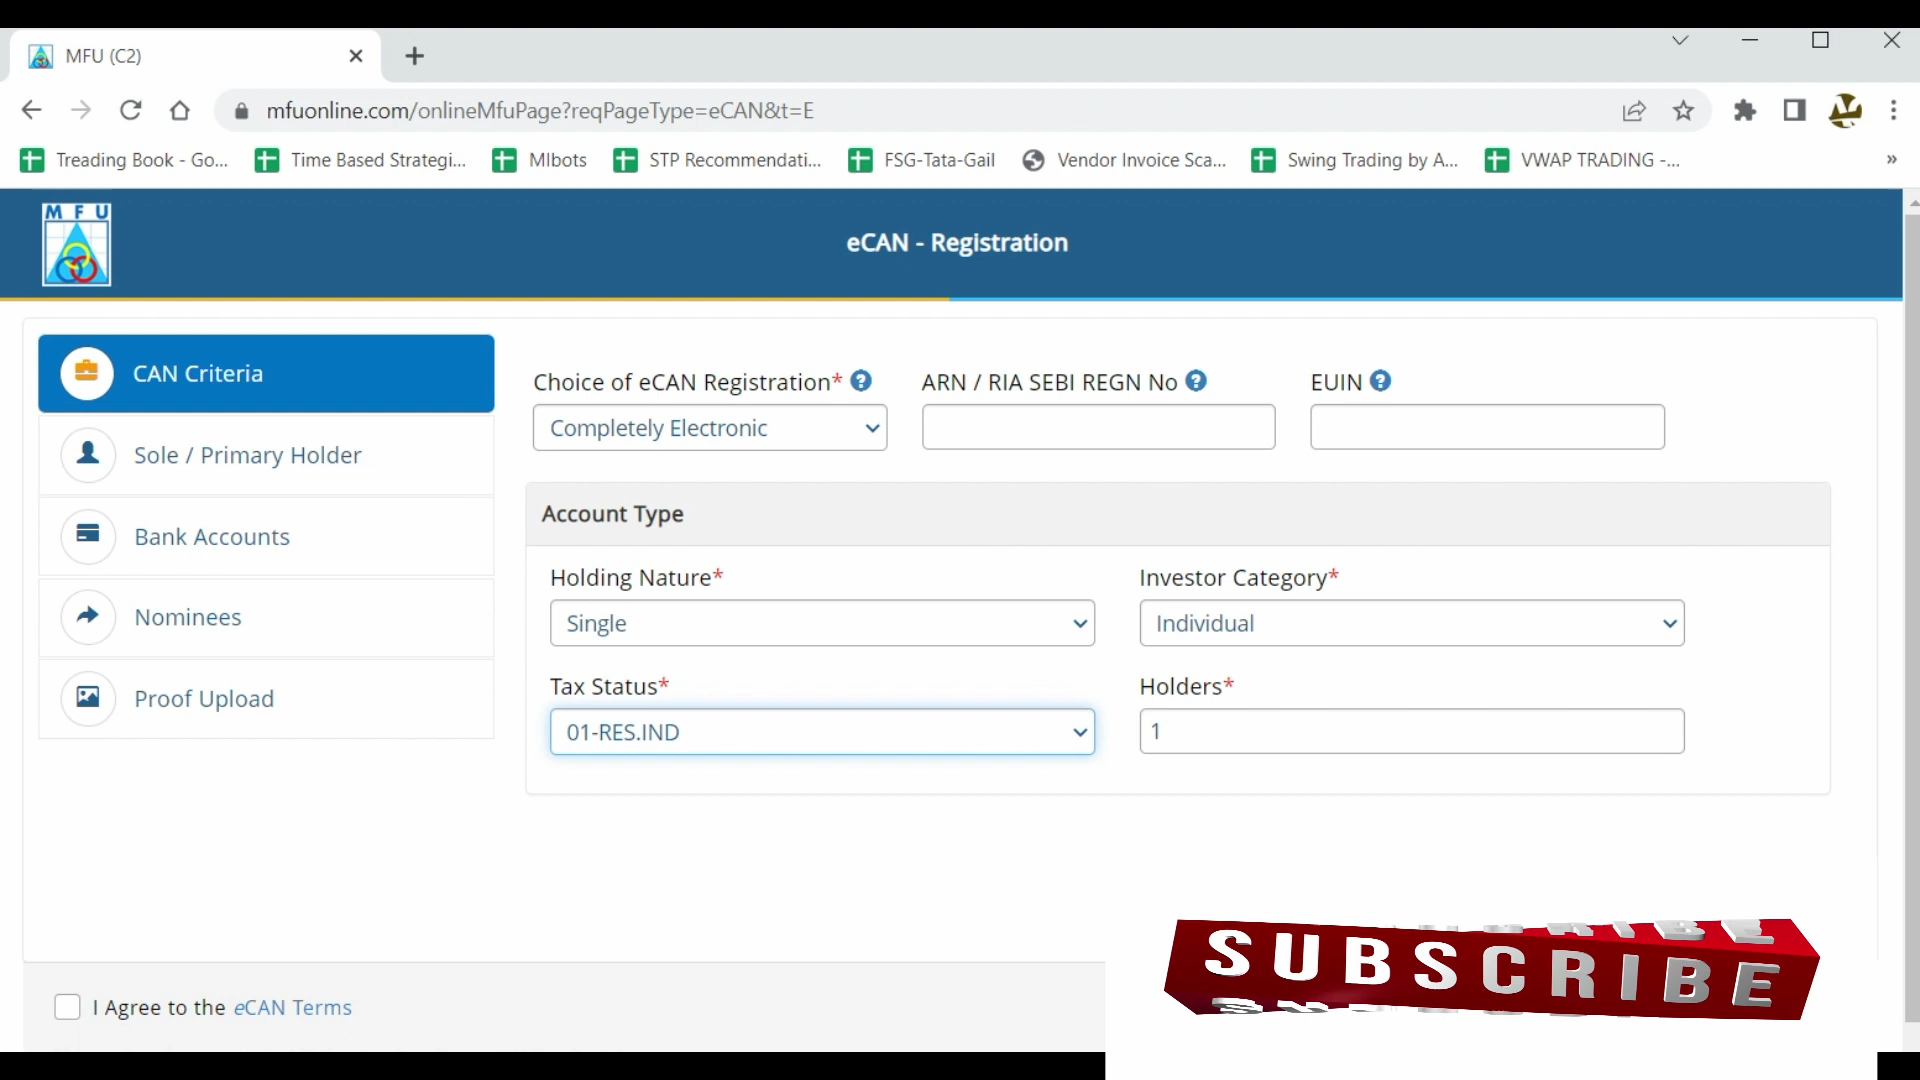 MFU (C2)
mfuonline.com/onlineMfuPage?reqPageType=eCAN&t=E
Treading Book - Go... Time Based Strategi... MIbots STP Recommendati... FSG-Tata-Gail Vendor Invoice Sca... Swing Trading by A... VWAP TRADING -... »
MFU
eCAN - Registration
CAN Criteria
Sole / Primary Holder
Bank Accounts
Nominees
Proof Upload
Choice of eCAN Registration* ? ARN / RIA SEBI REGN No ? EUIN ?
Completely Electronic
Account Type
Holding Nature* Investor Category*
Single Individual
Tax Status* Holders*
01-RES.IND 1
I Agree to the eCAN Terms
SUBSCRIBE